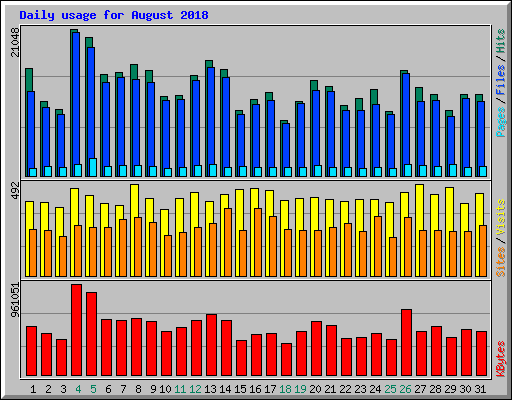 Daily usage for August 2018
21048
Pages / Files / Hits
492
Sites / Visits
961051
KBytes
1 2 3 4 5 6 7 8 9 10 11 12 13 14 15 16 17 18 19 20 21 22 23 24 25 26 27 28 29 30 31